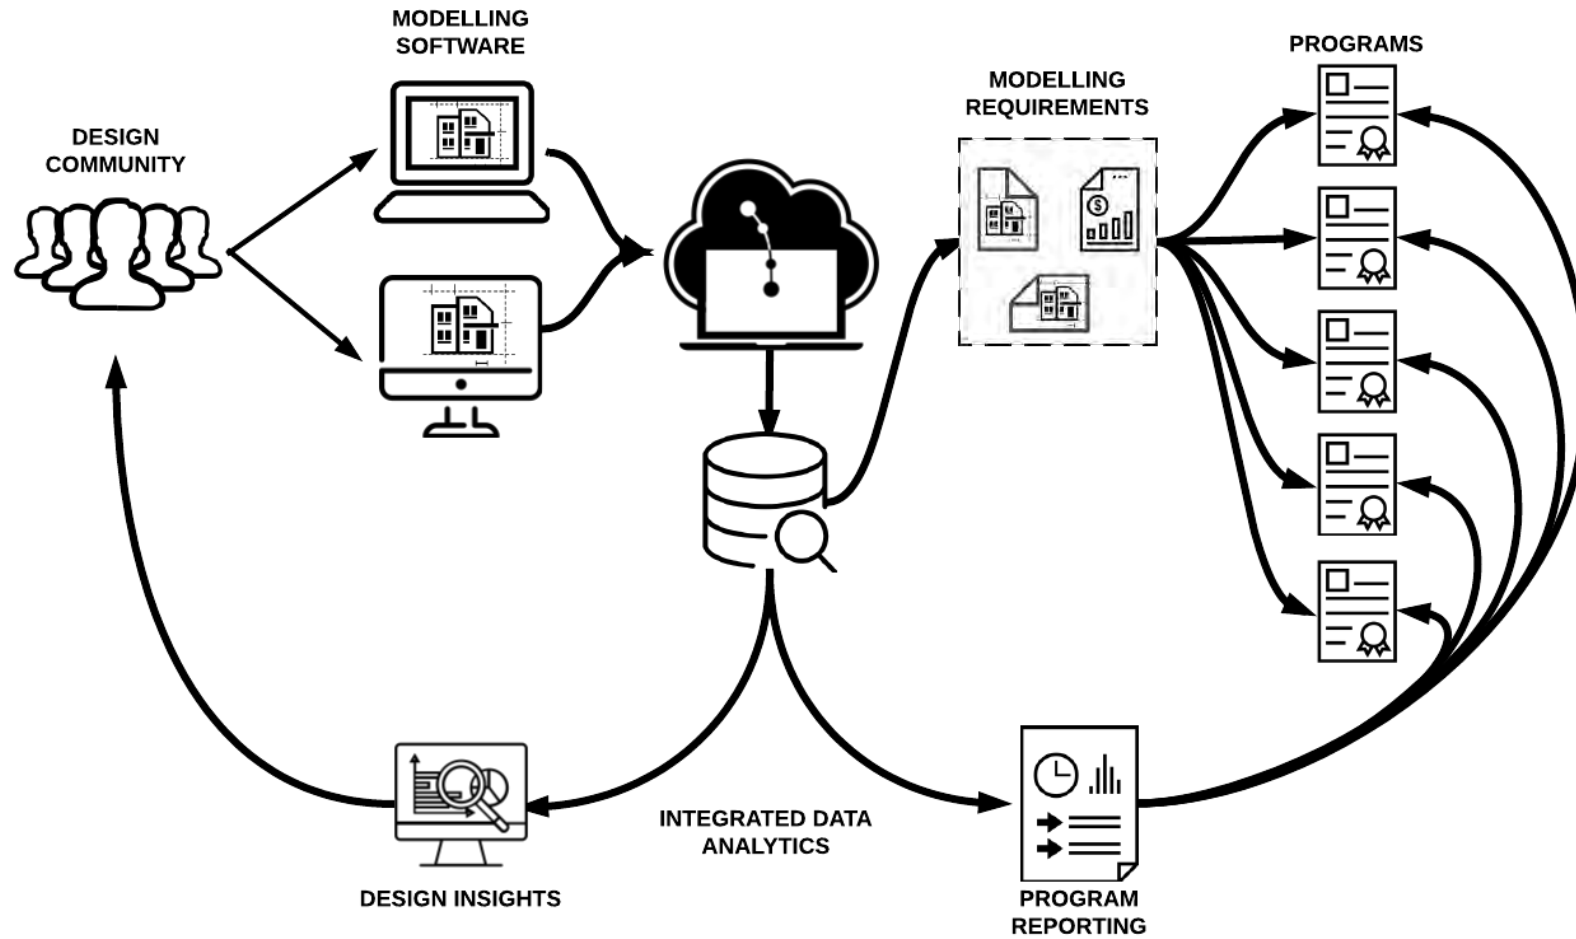 MODELLING
SOFTWARE
PROGRAMS
MODELLING
REQUIREMENTS
DESIGN
COMMUNITY
$
INTEGRATED DATA
ANALYTICS
DESIGN INSIGHTS
PROGRAM
REPORTING